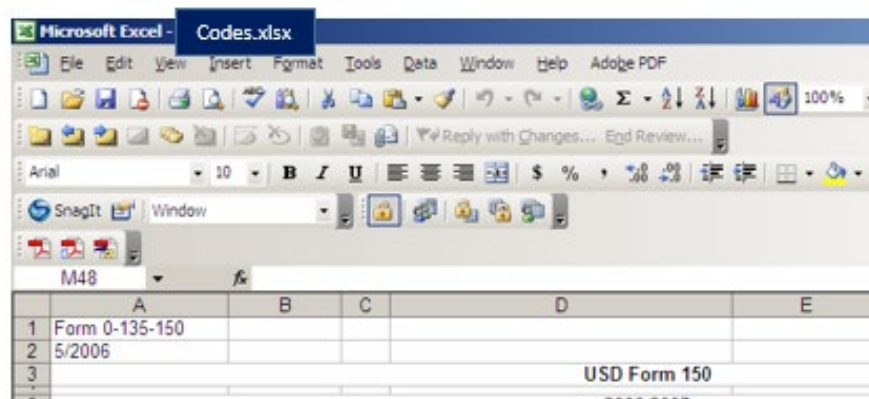 Microsoft Excel - Codes.xlsx
File Edit View Insert Format Tools Data Window Help Adobe PDF
100%
Reply with Changes... End Review...
Arial 10 B I U $ % ,
SnagIt Window
M48 fx
A B C D E
1 Form 0-135-150
2 5/2006
3 USD Form 150